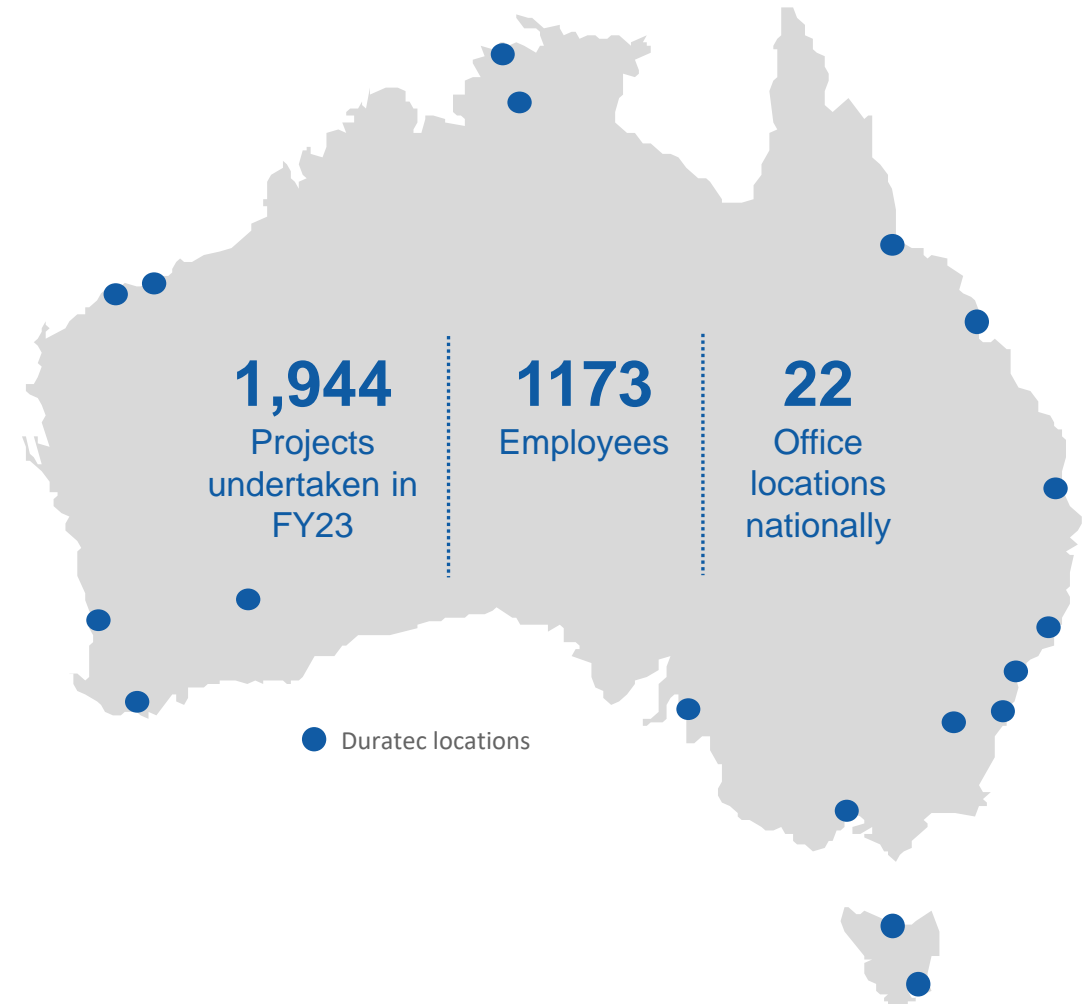 1,944
Projects
undertaken in
FY23
1173
Employees
22
Office
locations
nationally
Duratec locations